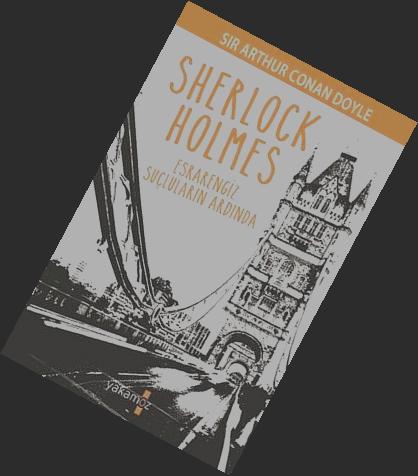 SIR ARTHUR CONAN DOYLE
SHERLOCK
HOLMES
ESRARENGİZ
SUÇLULARIN ARDINDA
yakamoz